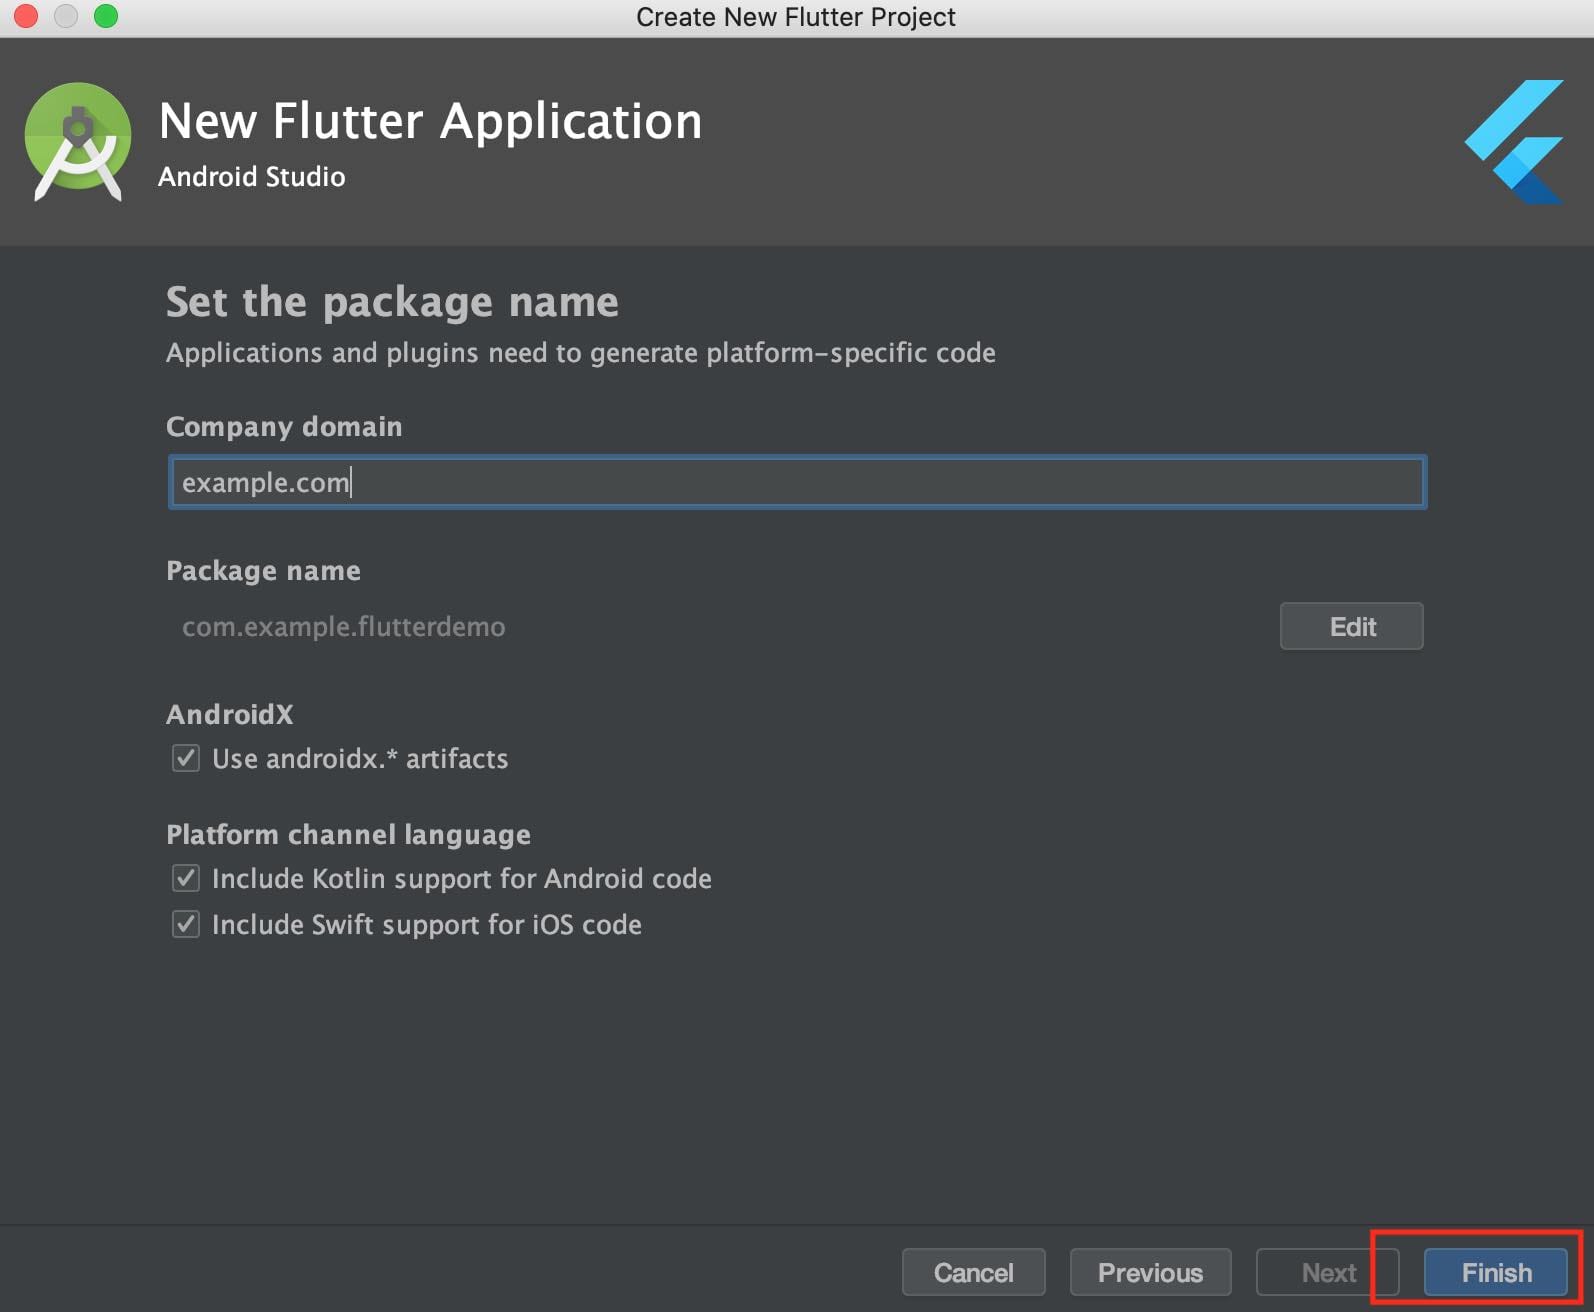 Create New Flutter Project
New Flutter Application
Android Studio
Set the package name
Applications and plugins need to generate platform-specific code
Company domain
example.com
Package name
com.example.flutterdemo
Edit
AndroidX
Use androidx.* artifacts
Platform channel language
Include Kotlin support for Android code
Include Swift support for iOS code
Cancel Previous Next Finish